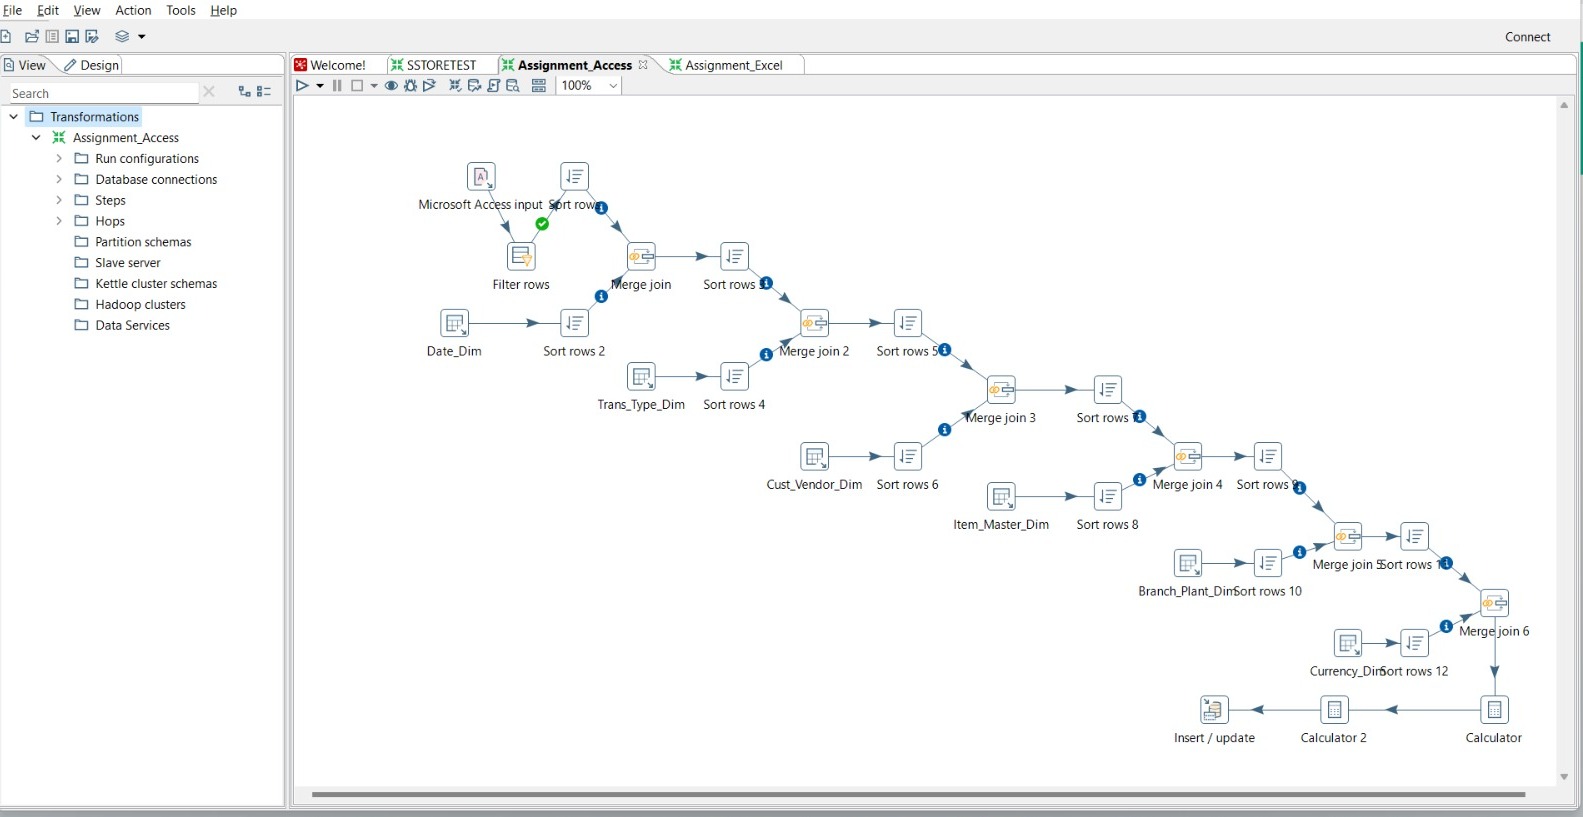 File Edit View Action Tools Help
Connect
View Design
Welcome! SSTORETEST Assignment_Access Assignment_Excel
Search
100%
Transformations
Assignment_Access
Run configurations
Database connections
Steps
Hops
Partition schemas
Slave server
Kettle cluster schemas
Hadoop clusters
Data Services
Microsoft Access input Sort rows
Filter rows Merge join Sort rows 3
Date_Dim Sort rows 2 Merge join 2 Sort rows 5
Trans_Type_Dim Sort rows 4
Merge join 3 Sort rows 7
Cust_Vendor_Dim Sort rows 6 Merge join 4 Sort rows 9
Item_Master_Dim Sort rows 8
Merge join 5 Sort rows 1
Branch_Plant_Dim Sort rows 10
Merge join 6
Currency_Dim Sort rows 12
Insert / update Calculator 2 Calculator